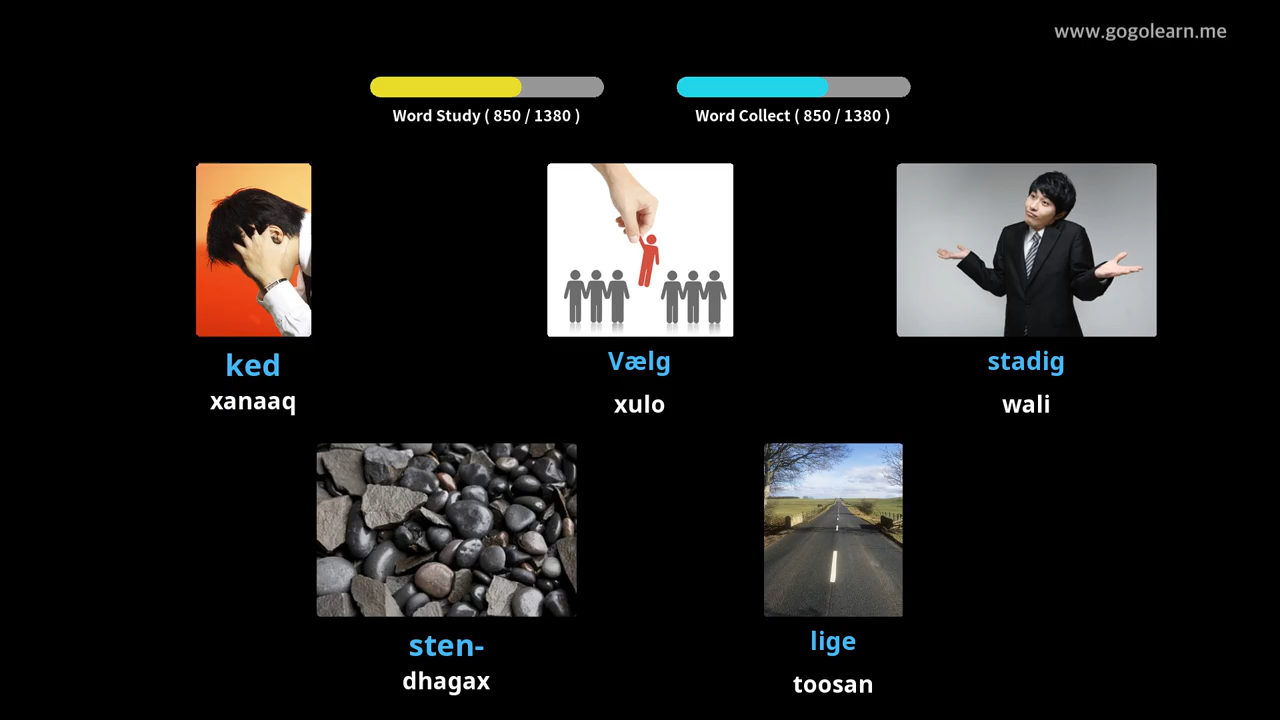 www.gogolearn.me
Word Study ( 850 / 1380 )
Word Collect ( 850 / 1380 )
ked
xanaaq
Vælg
xulo
stadig
wali
sten-
dhagax
lige
toosan